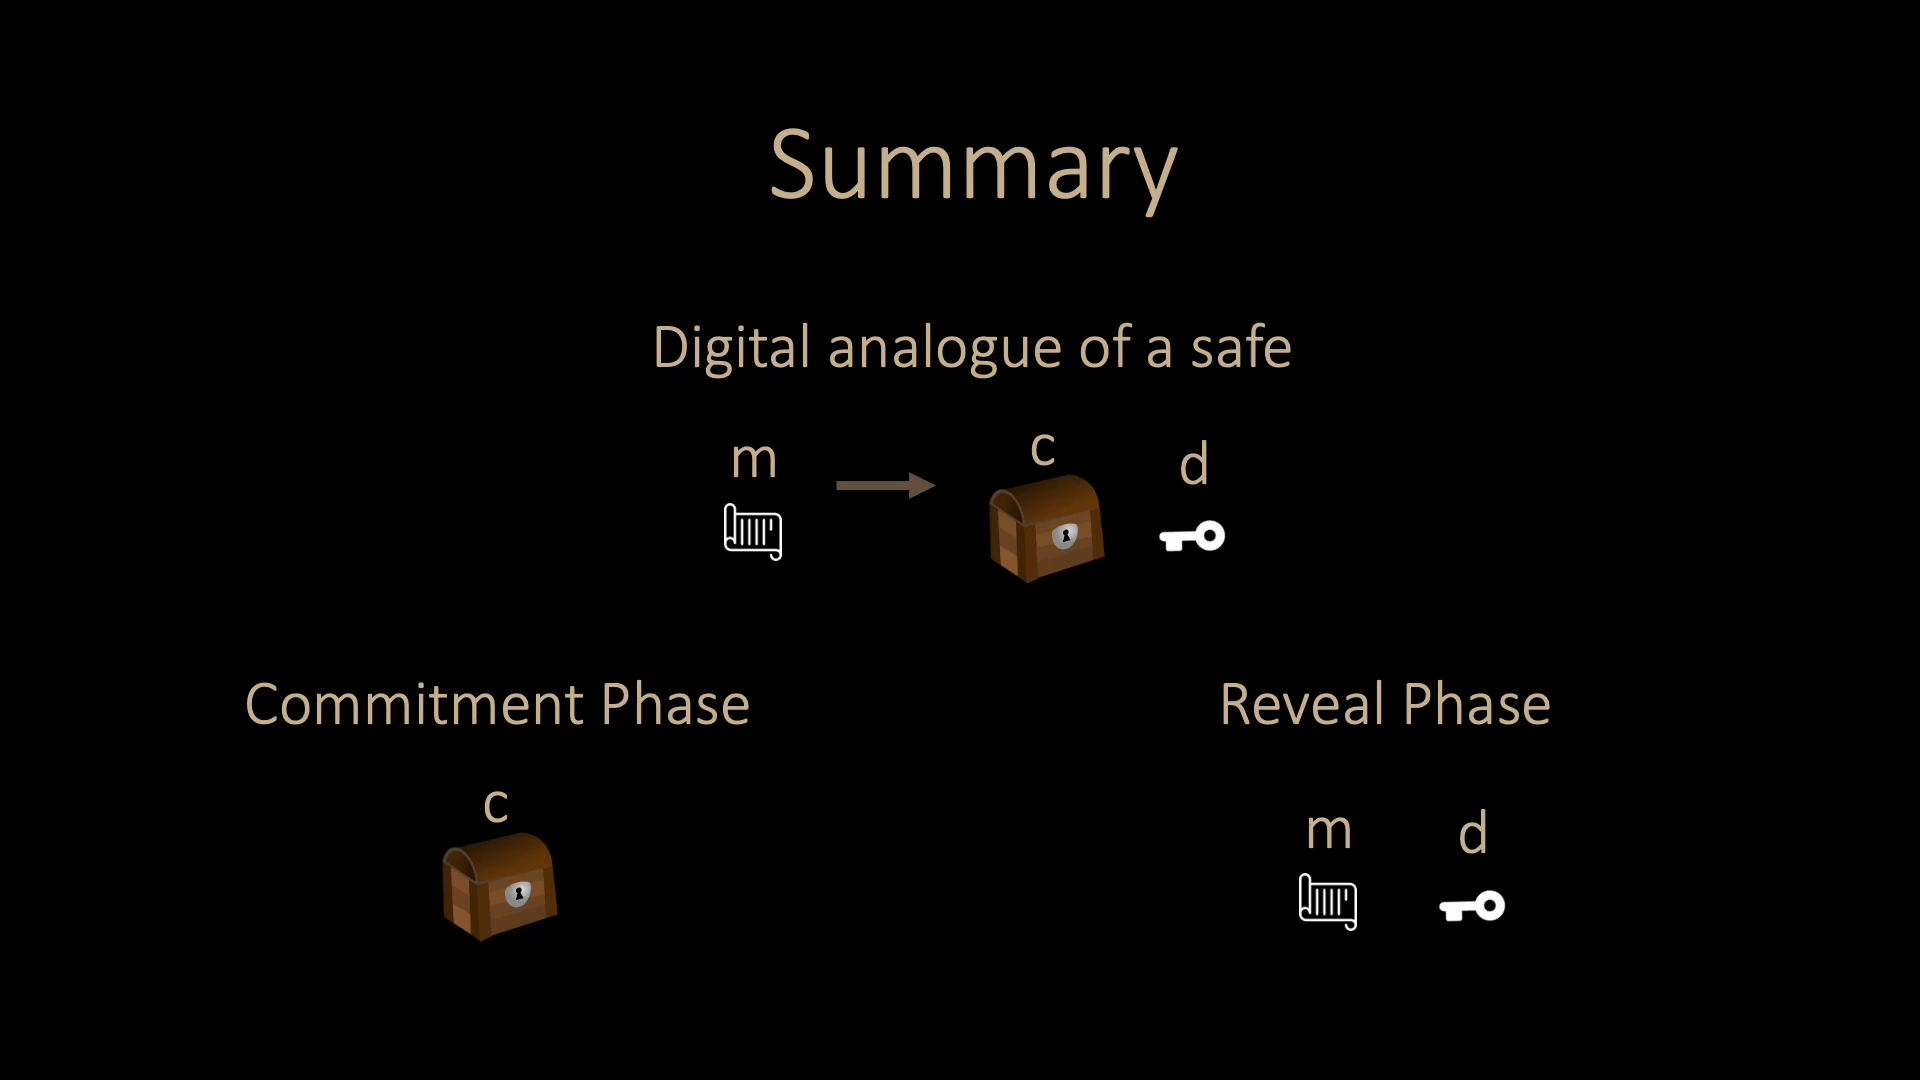 Summary
Digital analogue of a safe
m c d
Commitment Phase
Reveal Phase
c
m d